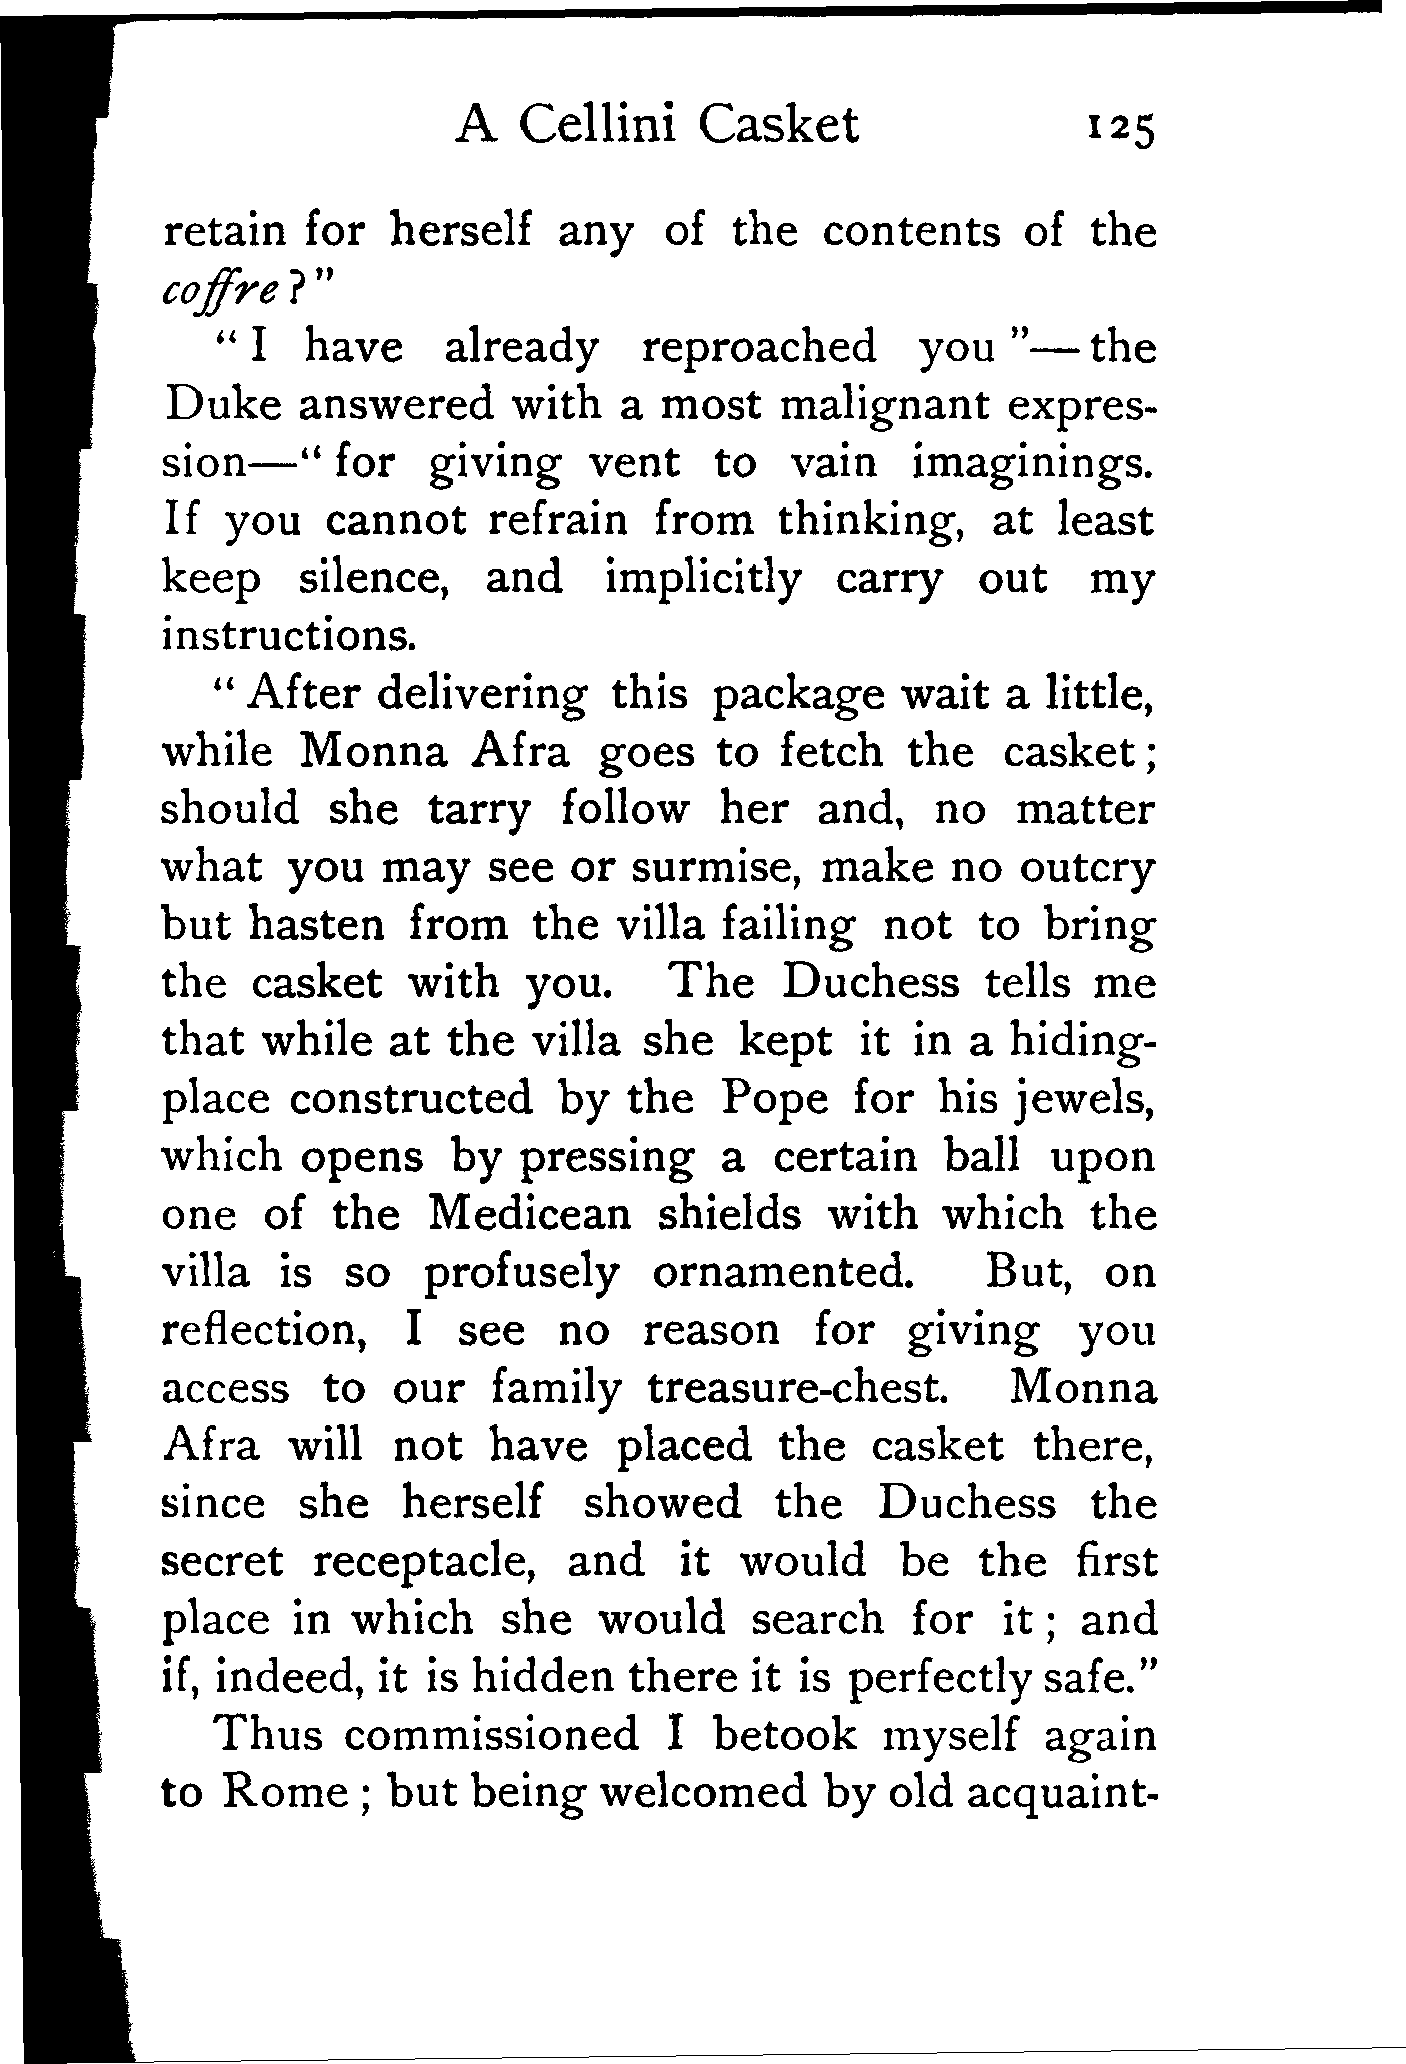 A Cellini Casket 125
retain for herself any of the contents of the
coffre?"
"I have already reproached you"—the
Duke answered with a most malignant expres-
sion—"for giving vent to vain imaginings.
If you cannot refrain from thinking, at least
keep silence, and implicitly carry out my
instructions.
"After delivering this package wait a little,
while Monna Afra goes to fetch the casket;
should she tarry follow her and, no matter
what you may see or surmise, make no outcry
but hasten from the villa failing not to bring
the casket with you. The Duchess tells me
that while at the villa she kept it in a hiding-
place constructed by the Pope for his jewels,
which opens by pressing a certain ball upon
one of the Medicean shields with which the
villa is so profusely ornamented. But, on
reflection, I see no reason for giving you
access to our family treasure-chest. Monna
Afra will not have placed the casket there,
since she herself showed the Duchess the
secret receptacle, and it would be the first
place in which she would search for it; and
if, indeed, it is hidden there it is perfectly safe."
Thus commissioned I betook myself again
to Rome; but being welcomed by old acquaint-